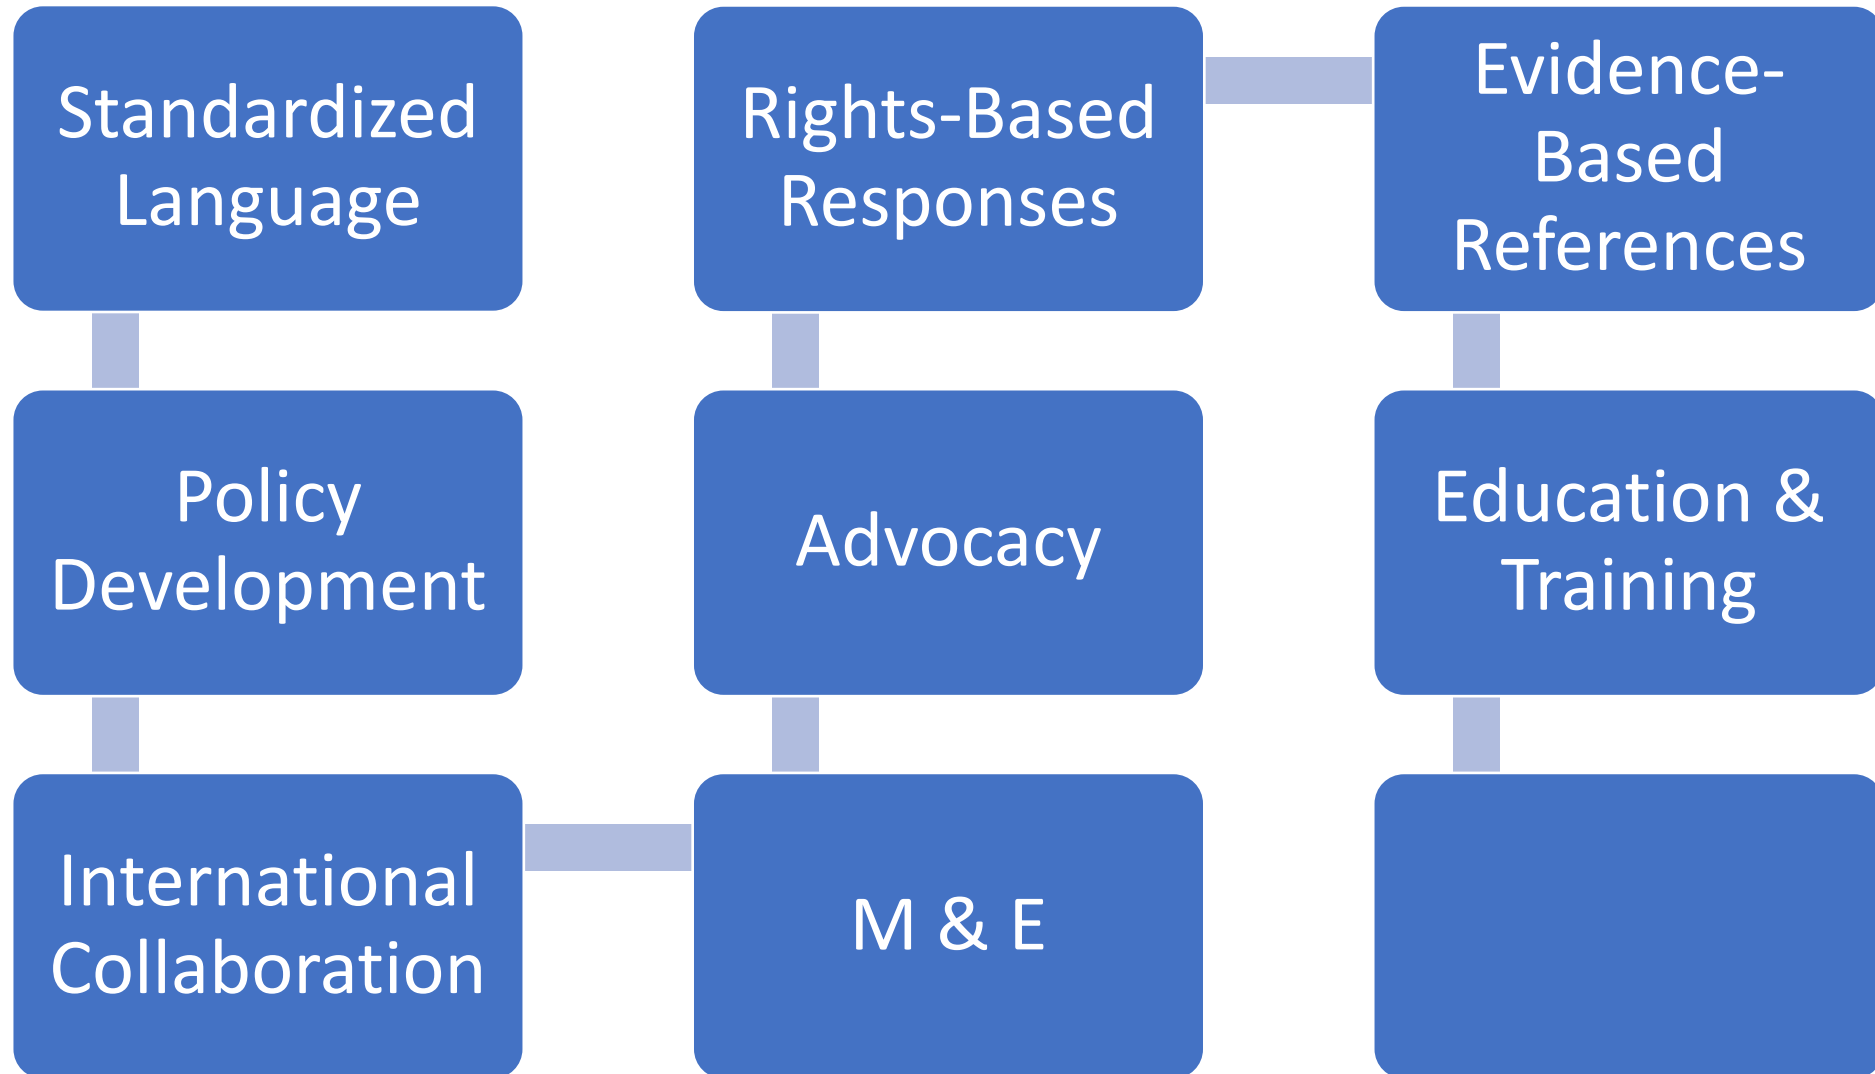 Standardized
Language
Policy
Development
International
Collaboration
M & E
Advocacy
Rights-Based
Responses
Evidence-
Based
References
Education &
Training